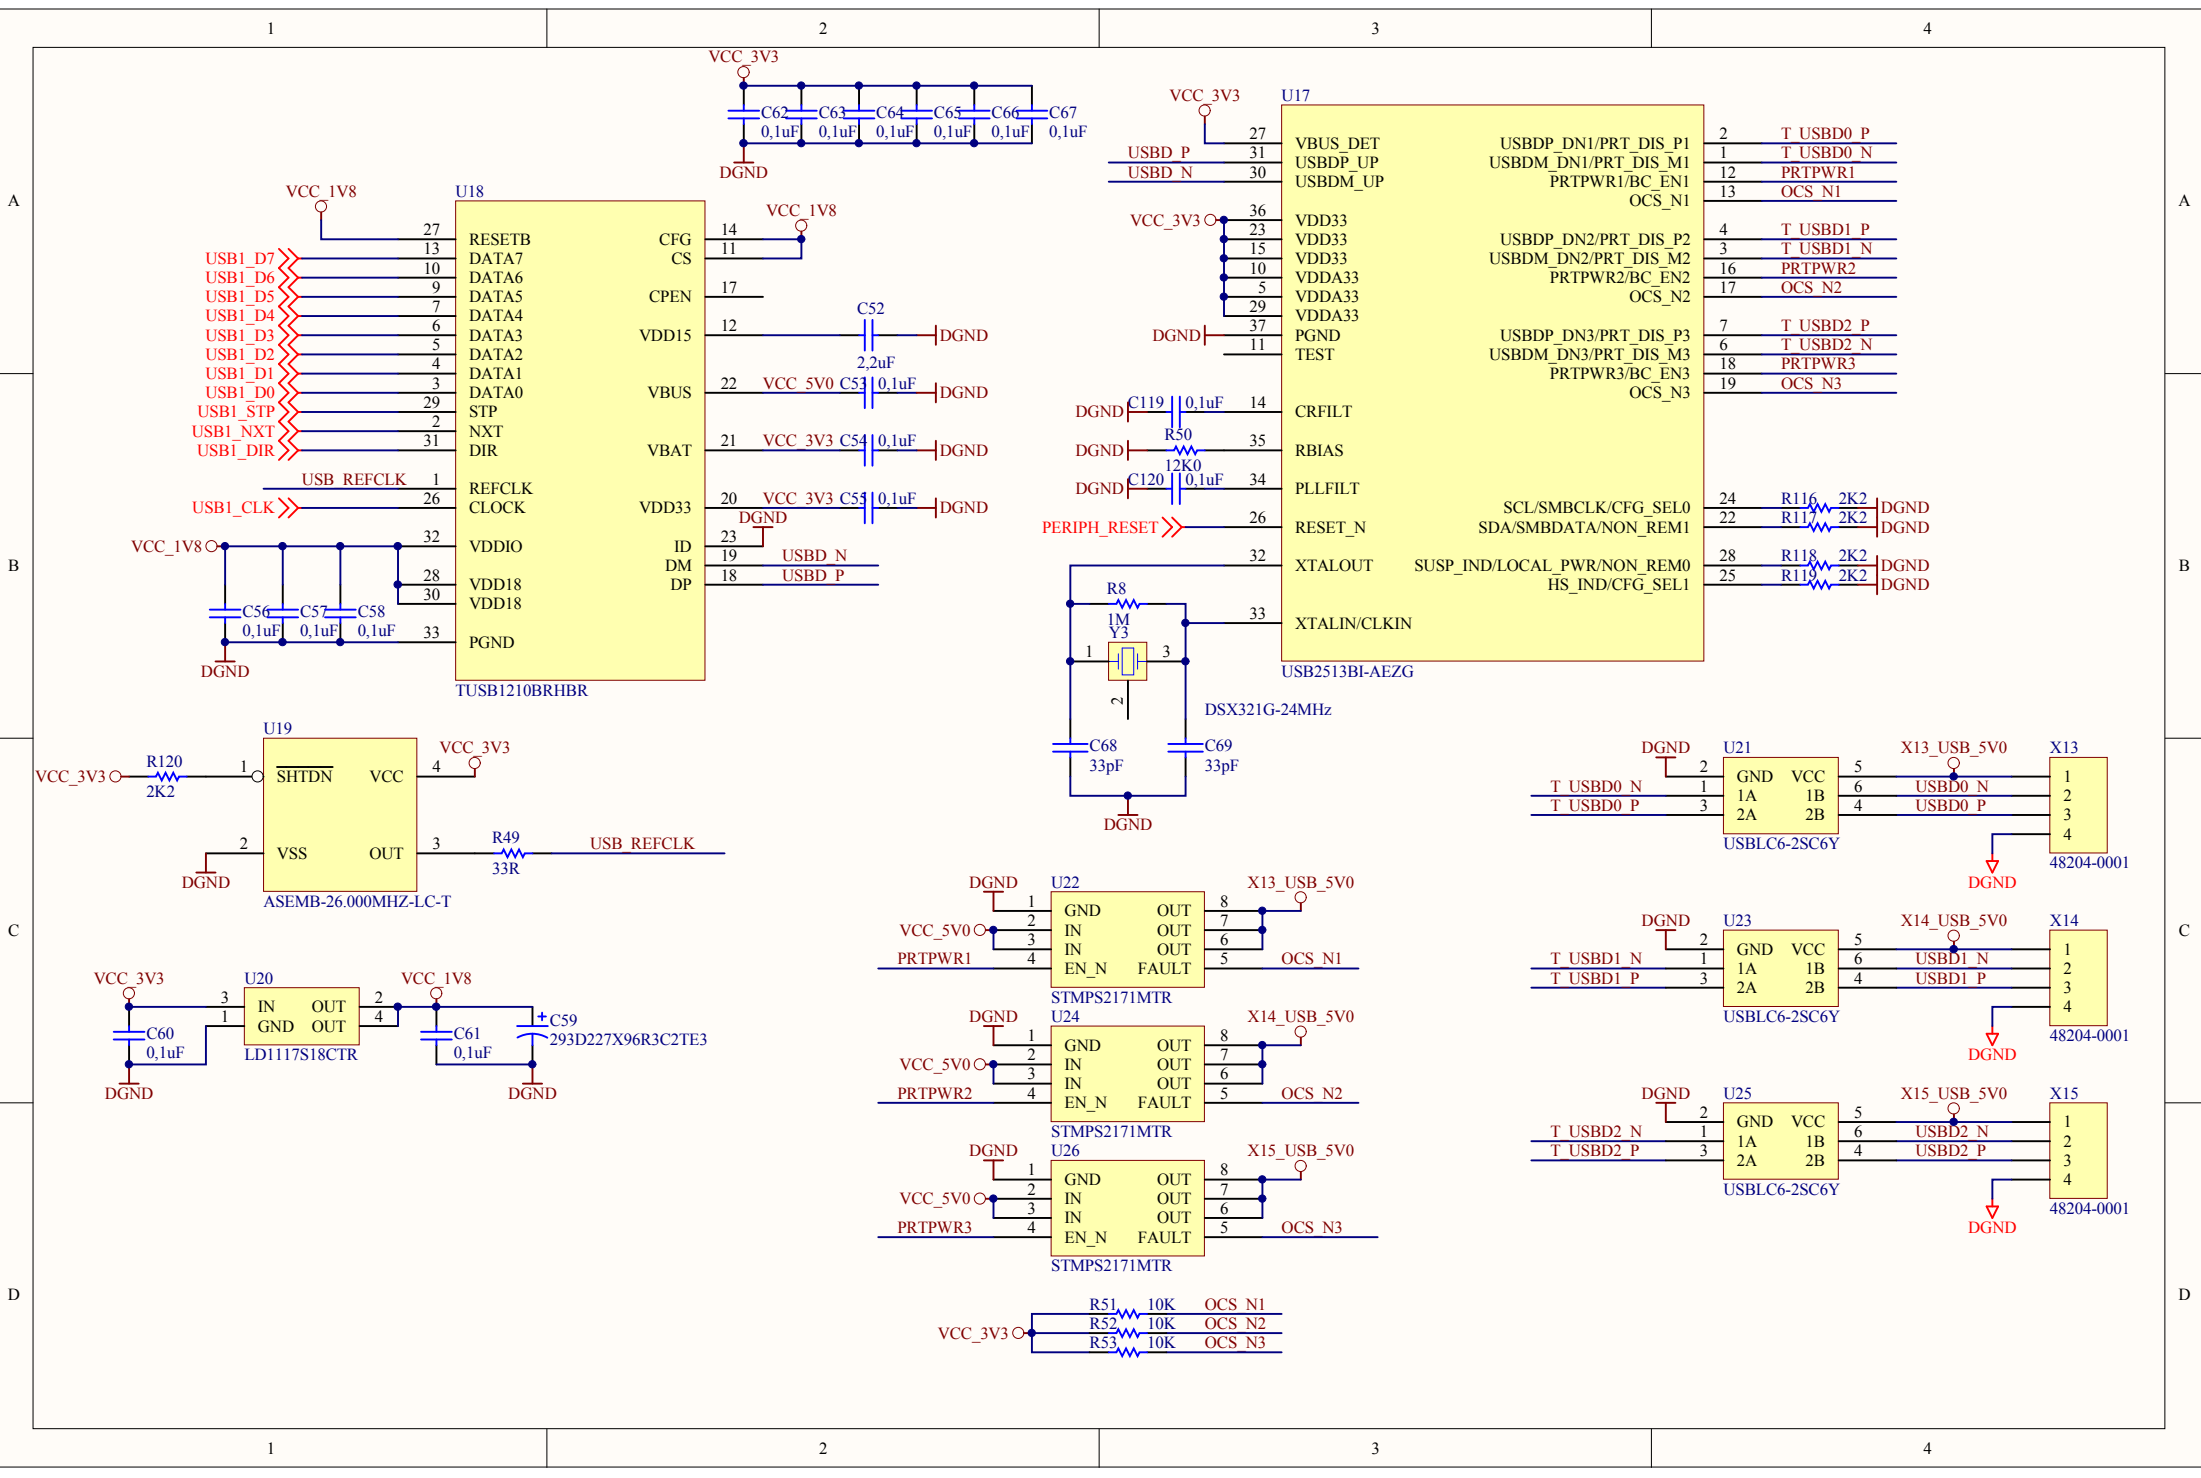 1 2 3 4
A A
B B
C C
D D
1 2 3 4
VCC_3V3
C62 C63 C64 C65 C66 C67
0,1uF 0,1uF 0,1uF 0,1uF 0,1uF 0,1uF
DGND
VCC_1V8
U18
VCC_1V8
27 RESETB CFG 14
USB1_D7 13 DATA7 CS 11
USB1_D6 10 DATA6
USB1_D5 9 DATA5 CPEN 17
USB1_D4 7 DATA4
USB1_D3 6 DATA3 VDD15 12 C52 2,2uF DGND
USB1_D2 5 DATA2
USB1_D1 4 DATA1
USB1_D0 3 DATA0 VBUS 22 VCC_5V0 C53 0,1uF DGND
USB1_STP 29 STP
USB1_NXT 2 NXT
USB1_DIR 31 DIR VBAT 21 VCC_3V3 C54 0,1uF DGND
USB_REFCLK 1 REFCLK
USB1_CLK 26 CLOCK VDD33 20 VCC_3V3 C55 0,1uF DGND
DGND
VCC_1V8 32 VDDIO ID 23
DM 19 USBD_N
28 VDD18 DP 18 USBD_P
30 VDD18
C56 C57 C58
0,1uF 0,1uF 0,1uF
33 PGND
DGND
TUSB1210BRHBR
VCC_3V3
U17
27 VBUS_DET USBDP_DN1/PRT_DIS_P1 2 T_USBD0_P
USBD_P 31 USBDP_UP USBDM_DN1/PRT_DIS_M1 1 T_USBD0_N
USBD_N 30 USBDM_UP PRTPWR1/BC_EN1 12 PRTPWR1
OCS_N1 13 OCS_N1
VCC_3V3 36 VDD33
23 VDD33 USBDP_DN2/PRT_DIS_P2 4 T_USBD1_P
15 VDD33 USBDM_DN2/PRT_DIS_M2 3 T_USBD1_N
10 VDDA33 PRTPWR2/BC_EN2 16 PRTPWR2
5 VDDA33 OCS_N2 17 OCS_N2
29 VDDA33
DGND 37 PGND USBDP_DN3/PRT_DIS_P3 7 T_USBD2_P
11 TEST USBDM_DN3/PRT_DIS_M3 6 T_USBD2_N
PRTPWR3/BC_EN3 18 PRTPWR3
OCS_N3 19 OCS_N3
DGND C119 0,1uF 14 CRFILT
DGND R50 12K0 35 RBIAS
DGND C120 0,1uF 34 PLLFILT
SCL/SMBCLK/CFG_SEL0 24 R116 2K2 DGND
PERIPH_RESET 26 RESET_N SDA/SMBDATA/NON_REM1 22 R117 2K2 DGND
32 XTALOUT SUSP_IND/LOCAL_PWR/NON_REM0 28 R118 2K2 DGND
HS_IND/CFG_SEL1 25 R119 2K2 DGND
R8
1M
33 XTALIN/CLKIN
Y3
1 3
2
USB2513BI-AEZG
DSX321G-24MHz
C68 C69
33pF 33pF
DGND
U19
VCC_3V3 R120 2K2 1 SHTDN VCC 4 VCC_3V3
DGND 2 VSS OUT 3 R49 33R USB_REFCLK
ASEMB-26.000MHZ-LC-T
VCC_3V3 U20 VCC_1V8
3 IN OUT 2
1 GND OUT 4
C60 0,1uF
LD1117S18CTR
C61 0,1uF
+ C59
293D227X96R3C2TE3
DGND DGND
DGND U22 X13_USB_5V0
1 GND OUT 8
VCC_5V0 2 IN OUT 7
3 IN OUT 6
PRTPWR1 4 EN_N FAULT 5 OCS_N1
STMPS2171MTR
DGND U24 X14_USB_5V0
1 GND OUT 8
VCC_5V0 2 IN OUT 7
3 IN OUT 6
PRTPWR2 4 EN_N FAULT 5 OCS_N2
STMPS2171MTR
DGND U26 X15_USB_5V0
1 GND OUT 8
VCC_5V0 2 IN OUT 7
3 IN OUT 6
PRTPWR3 4 EN_N FAULT 5 OCS_N3
STMPS2171MTR
R51 10K OCS_N1
VCC_3V3 R52 10K OCS_N2
R53 10K OCS_N3
DGND U21 X13_USB_5V0 X13
2 GND VCC 5 1
T_USBD0_N 1 1A 1B 6 USBD0_N 2
T_USBD0_P 3 2A 2B 4 USBD0_P 3
4
USBLC6-2SC6Y
48204-0001
DGND
DGND U23 X14_USB_5V0 X14
2 GND VCC 5 1
T_USBD1_N 1 1A 1B 6 USBD1_N 2
T_USBD1_P 3 2A 2B 4 USBD1_P 3
4
USBLC6-2SC6Y
48204-0001
DGND
DGND U25 X15_USB_5V0 X15
2 GND VCC 5 1
T_USBD2_N 1 1A 1B 6 USBD2_N 2
T_USBD2_P 3 2A 2B 4 USBD2_P 3
4
USBLC6-2SC6Y
48204-0001
DGND